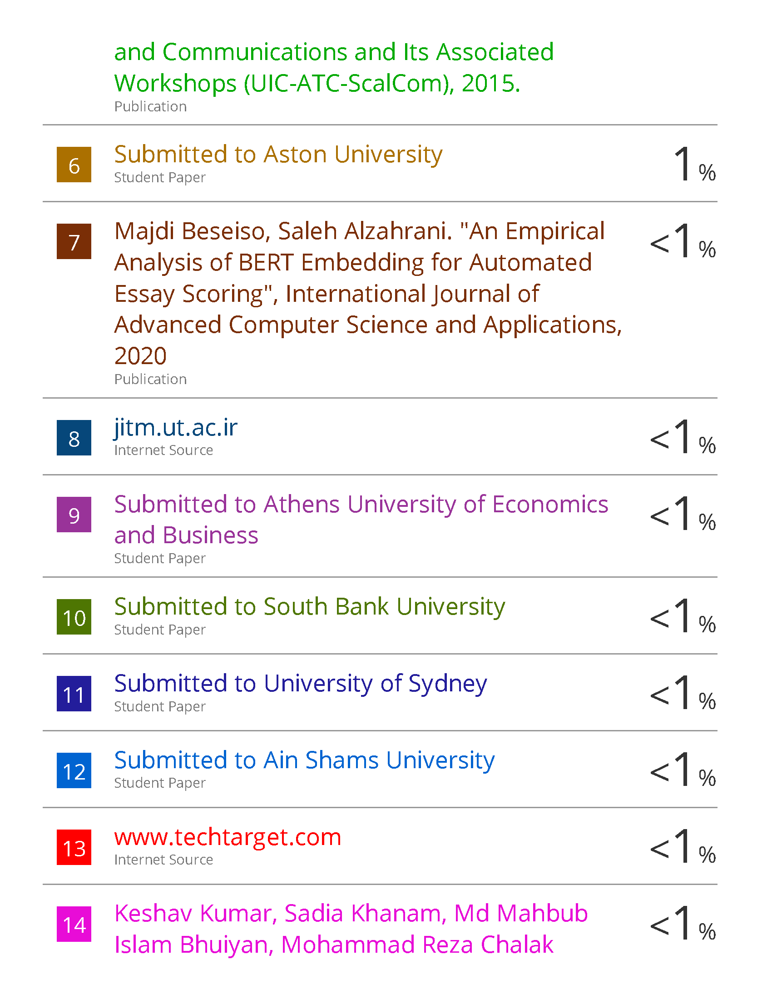 and Communications and Its Associated
Workshops (UIC-ATC-ScalCom), 2015.
Publication
6 Submitted to Aston University 1%
Student Paper
7 Majdi Beseiso, Saleh Alzahrani. "An Empirical <1%
Analysis of BERT Embedding for Automated
Essay Scoring", International Journal of
Advanced Computer Science and Applications,
2020
Publication
8 jitm.ut.ac.ir <1%
Internet Source
9 Submitted to Athens University of Economics <1%
and Business
Student Paper
10 Submitted to South Bank University <1%
Student Paper
11 Submitted to University of Sydney <1%
Student Paper
12 Submitted to Ain Shams University <1%
Student Paper
13 www.techtarget.com <1%
Internet Source
14 Keshav Kumar, Sadia Khanam, Md Mahbub <1%
Islam Bhuiyan, Mohammad Reza Chalak